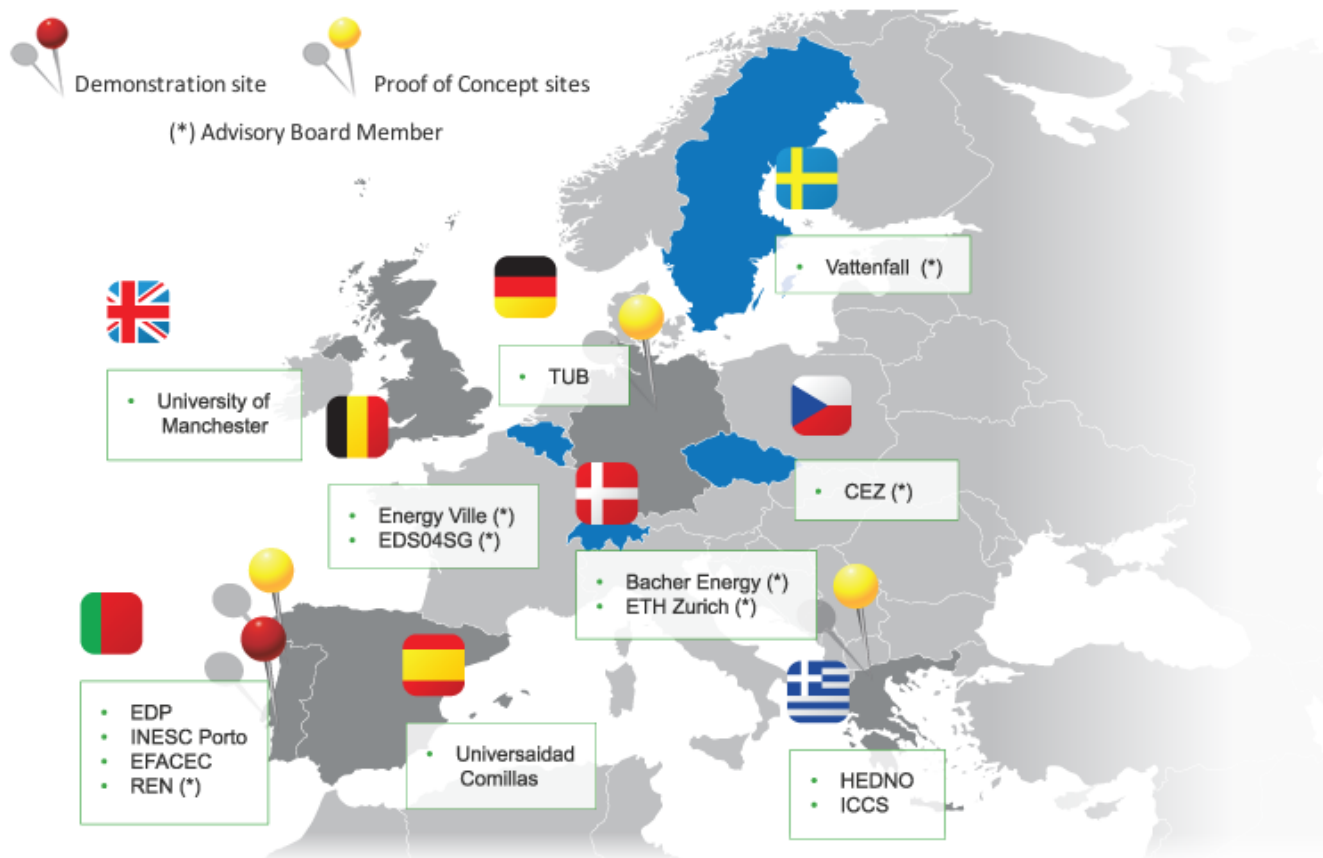 Demonstration site
Proof of Concept sites
(*) Advisory Board Member
• Vattenfall (*)
• TUB
• University of
Manchester
• CEZ (*)
• Energy Ville (*)
• EDS04SG (*)
• Bacher Energy (*)
• ETH Zurich (*)
• EDP
• INESC Porto
• EFACEC
• REN (*)
• Universaidad
Comillas
• HEDNO
• ICCS